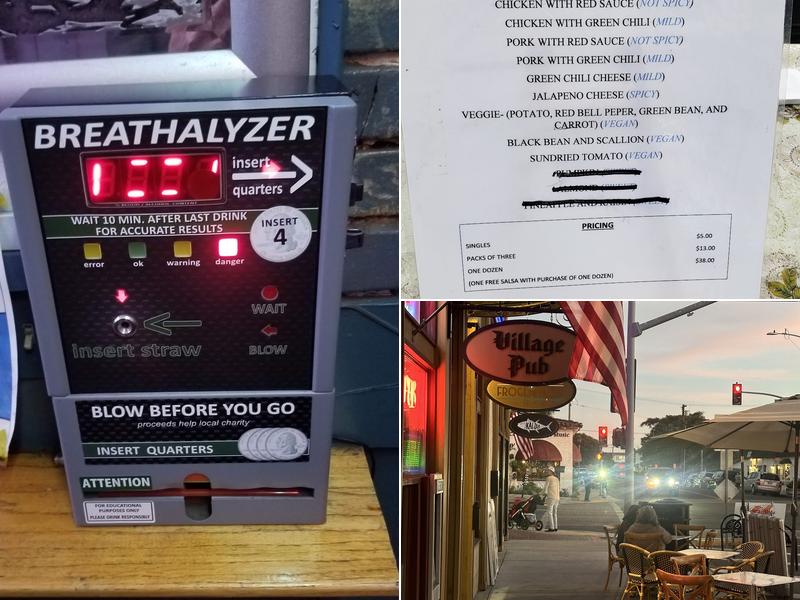 BREATHALYZER
insert
quarters
% BLOOD ALCOHOL CONTENT
WAIT 10 MIN. AFTER LAST DRINK
FOR ACCURATE RESULTS
INSERT
4
error
ok
warning
danger
WAIT
insert straw
BLOW
BLOW BEFORE YOU GO
proceeds help local charity
INSERT QUARTERS
ATTENTION
FOR EDUCATIONAL
PURPOSES ONLY
PLEASE DRINK RESPONSIBLY
CHICKEN WITH RED SAUCE (NOT SPICY)
CHICKEN WITH GREEN CHILI (MILD)
PORK WITH RED SAUCE (NOT SPICY)
PORK WITH GREEN CHILI (MILD)
GREEN CHILI CHEESE (MILD)
JALAPENO CHEESE (SPICY)
VEGGIE- (POTATO, RED BELL PEPER, GREEN BEAN, AND
CARROT) (VEGAN)
BLACK BEAN AND SCALLION (VEGAN)
SUNDRIED TOMATO (VEGAN)
PRICING
SINGLES $5.00
PACKS OF THREE $13.00
ONE DOZEN $38.00
(ONE FREE SALSA WITH PURCHASE OF ONE DOZEN)
Village
Pub
Music